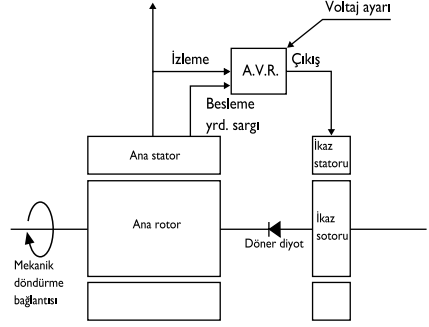 Voltaj ayarı
İzleme
A.V.R.
Çıkış
Besleme
yrd. sargı
Ana stator
İkaz
statoru
Ana rotor
Döner diyot
İkaz
sotoru
Mekanik
döndürme
bağlantısı